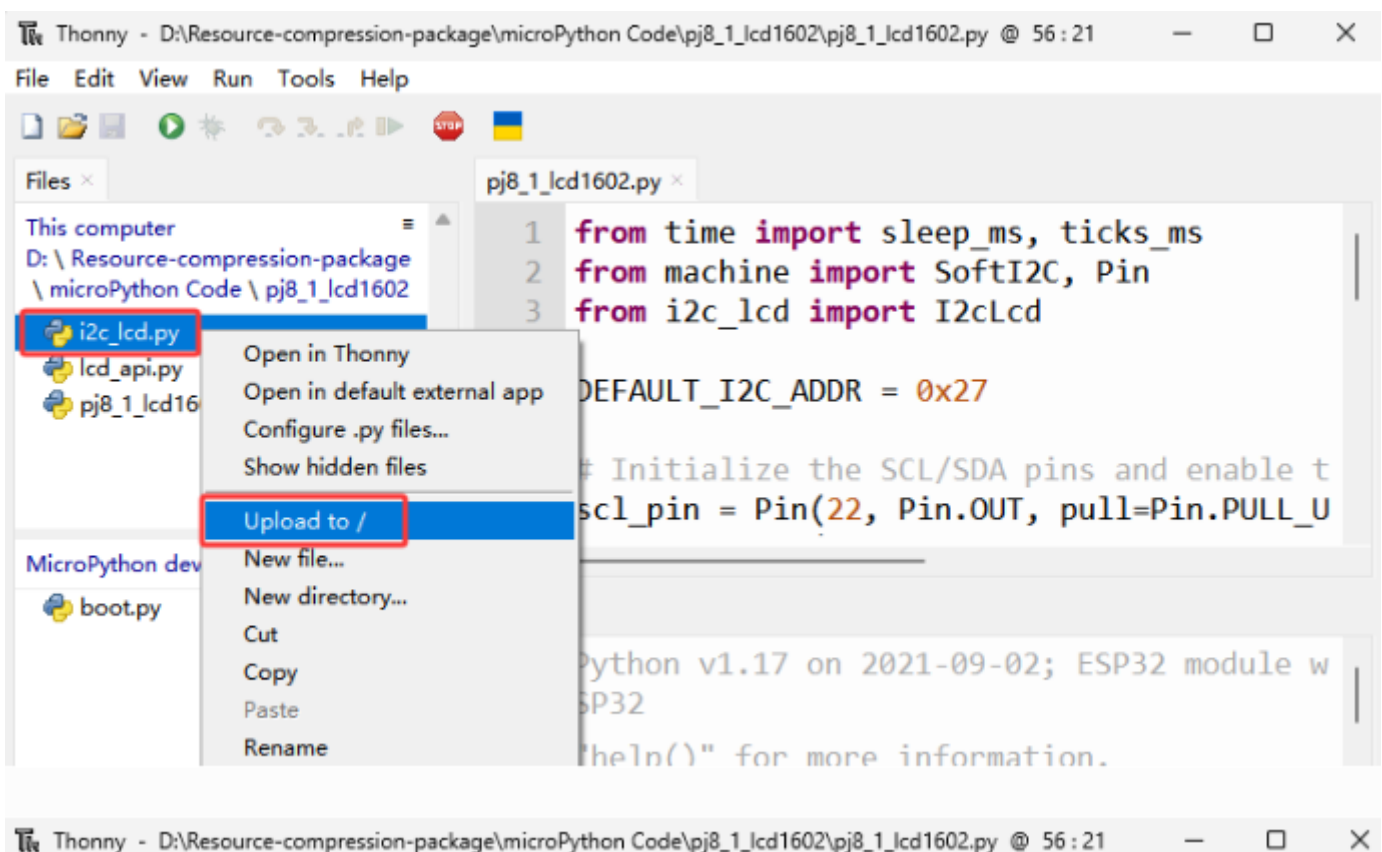 Thonny - D:\Resource-compression-package\microPython Code\pj8_1_lcd1602\pj8_1_lcd1602.py @ 56 : 21
File Edit View Run Tools Help
STOP
Files
This computer
D: \ Resource-compression-package
\ microPython Code \ pj8_1_lcd1602
i2c_lcd.py
lcd_api.py
pj8_1_lcd16
MicroPython dev
boot.py
Open in Thonny
Open in default external app
Configure .py files...
Show hidden files
Upload to /
New file...
New directory...
Cut
Copy
Paste
Rename
pj8_1_lcd1602.py
1 from time import sleep_ms, ticks_ms
2 from machine import SoftI2C, Pin
3 from i2c_lcd import I2cLcd
DEFAULT_I2C_ADDR = 0x27
# Initialize the SCL/SDA pins and enable t
scl_pin = Pin(22, Pin.OUT, pull=Pin.PULL_U
Python v1.17 on 2021-09-02; ESP32 module w
SP32
"help()" for more information.
Thonny - D:\Resource-compression-package\microPython Code\pj8_1_lcd1602\pj8_1_lcd1602.py @ 56 : 21